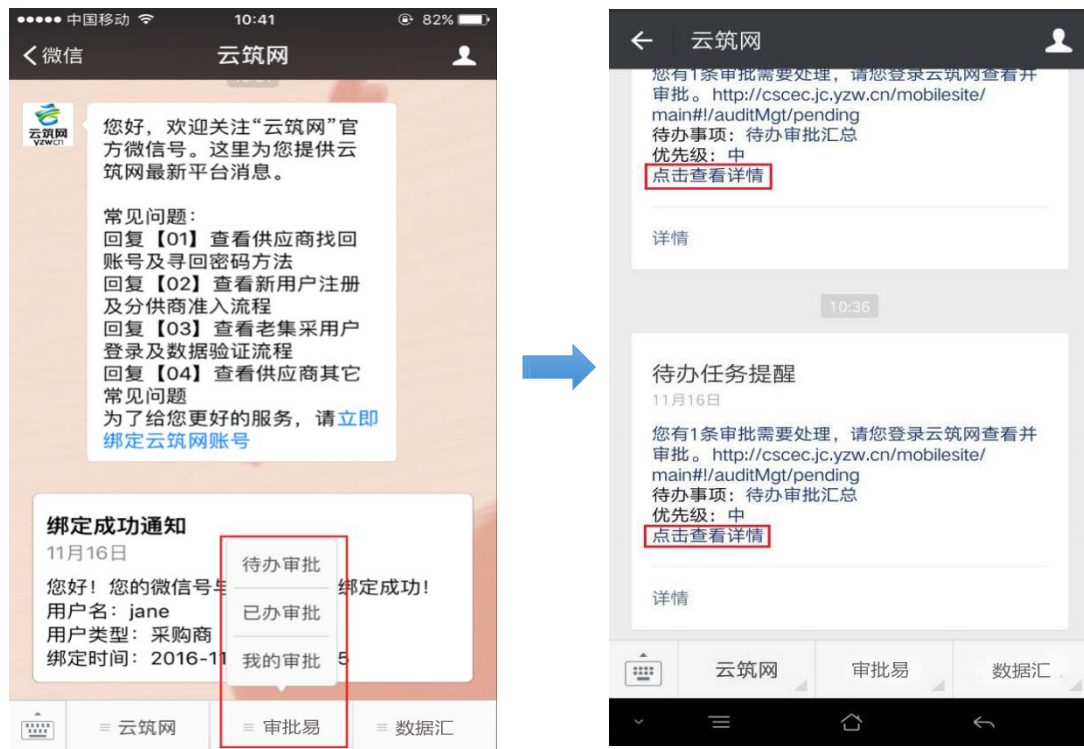 中国移动 10:41 82%
微信 云筑网
云筑网
yzw.cn
您好，欢迎关注“云筑网”官
方微信号。这里为您提供云
筑网最新平台消息。
常见问题：
回复【01】查看供应商找回
账号及寻回密码方法
回复【02】查看新用户注册
及分供商准入流程
回复【03】查看老集采用户
登录及数据验证流程
回复【04】查看供应商其它
常见问题
为了给您更好的服务，请立即
绑定云筑网账号
绑定成功通知
11月16日
您好！您的微信号 绑定成功！
用户名：jane
用户类型：采购商
绑定时间：2016-11 5
待办审批
已办审批
我的审批
云筑网 审批易 数据汇
云筑网
您有1条审批需要处理，请您登录云筑网查看并
审批。http://cscec.jc.yzw.cn/mobilesite/
main#!/auditMgt/pending
待办事项：待办审批汇总
优先级：中
点击查看详情
详情
10:36
待办任务提醒
11月16日
您有1条审批需要处理，请您登录云筑网查看并
审批。http://cscec.jc.yzw.cn/mobilesite/
main#!/auditMgt/pending
待办事项：待办审批汇总
优先级：中
点击查看详情
详情
云筑网 审批易 数据汇